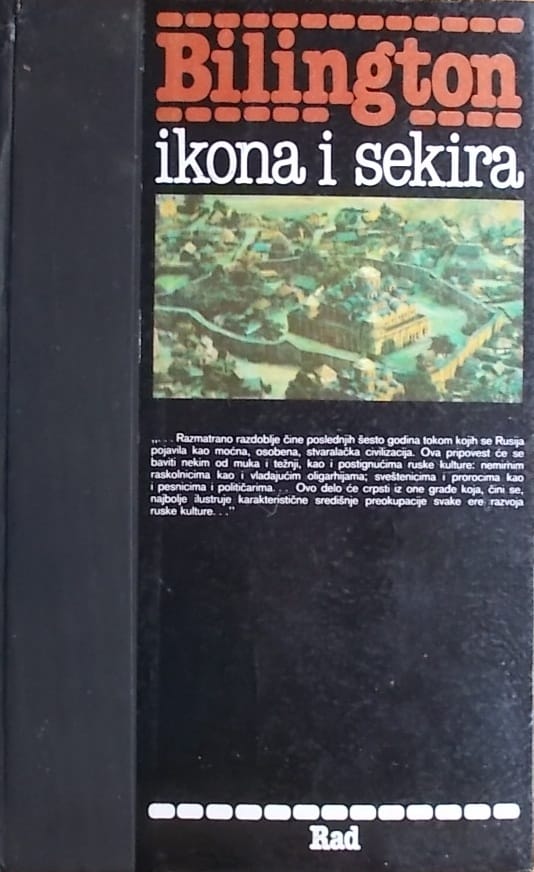 Bilington
ikona i sekira
„. . . Razmatrano razdoblje čine poslednjih šesto godina tokom kojih se Rusija
pojavila kao moćna, osobena, stvaralačka civilizacija. Ova pripovest će se
baviti nekim od muka i težnji, kao i postignućima ruske kulture: nemirnim
raskolnicima kao i vladajućim oligarhijama; sveštenicima i prorocima kao
i pesnicima i političarima. . . Ovo delo će crpsti iz one građe koja, čini se,
najbolje ilustruje karakteristične središnje preokupacije svake ere razvoja
ruske kulture. . .”
Rad